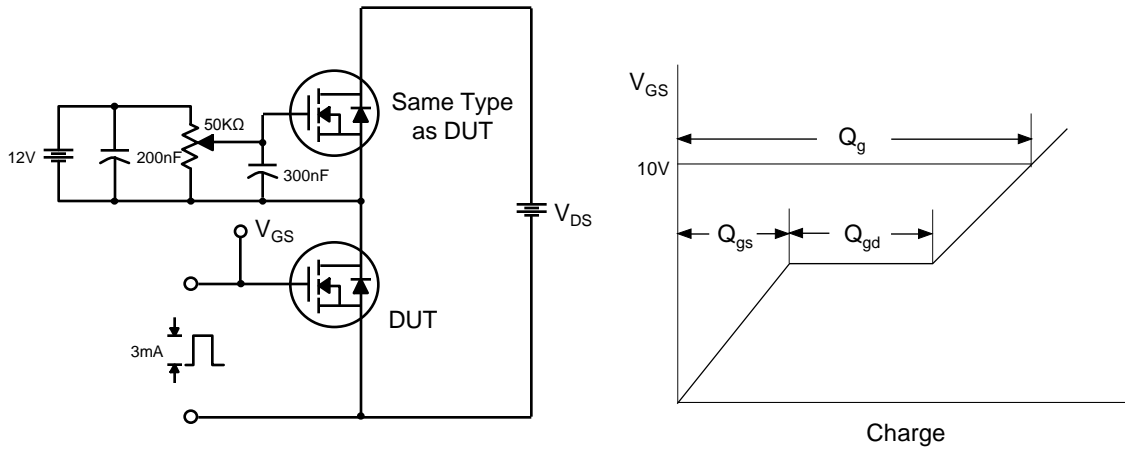 Same Type
as DUT
50KΩ
12V
200nF
300nF
V_GS
V_DS
DUT
3mA
V_GS
Q_g
10V
Q_gs
Q_gd
Charge